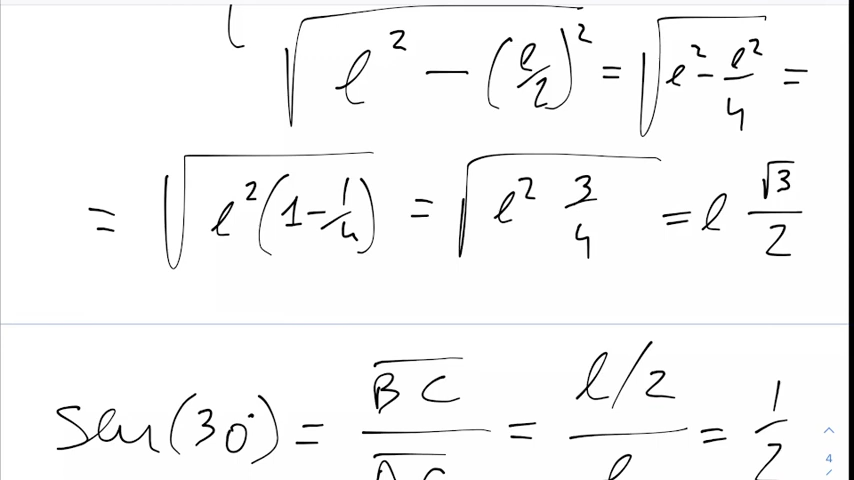 √(ℓ² − (ℓ/2)²) = √(ℓ² − ℓ²/4) =
= √(ℓ²(1 − 1/4)) = √(ℓ² 3/4) = ℓ √3/2
Sen(30°) = BC / AC = (ℓ/2) / ℓ = 1/2
4